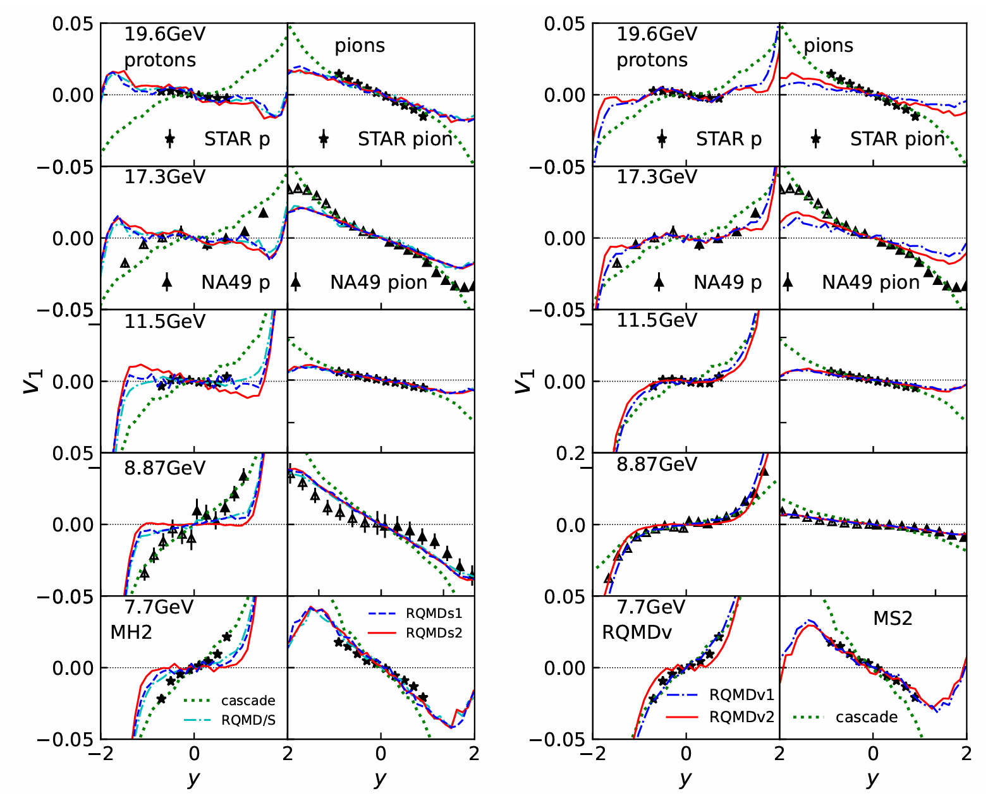 0.05
19.6GeV
protons
pions
0.00
STAR p
STAR pion
−0.05
17.3GeV
0.00
NA49 p
NA49 pion
−0.05
11.5GeV
v1
0.00
0.05
8.87GeV
0.00
−0.05
7.7GeV
MH2
RQMDs1
RQMDs2
0.00
cascade
RQMD/S
−0.05
−2
0
2
0
2
y
y
0.05
19.6GeV
protons
pions
0.00
STAR p
STAR pion
−0.05
17.3GeV
0.00
NA49 p
NA49 pion
−0.05
11.5GeV
v1
0.00
0.2
8.87GeV
0.0
0.05
7.7GeV
RQMDv
MS2
0.00
RQMDv1
RQMDv2
cascade
−0.05
−2
0
2
0
2
y
y